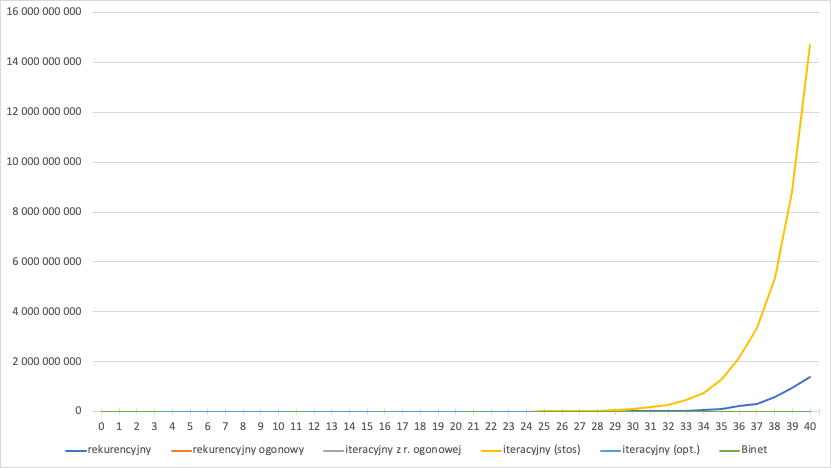 16 000 000 000
14 000 000 000
12 000 000 000
10 000 000 000
8 000 000 000
6 000 000 000
4 000 000 000
2 000 000 000
0
0 1 2 3 4 5 6 7 8 9 10 11 12 13 14 15 16 17 18 19 20 21 22 23 24 25 26 27 28 29 30 31 32 33 34 35 36 37 38 39 40
rekurencyjny rekurencyjny ogonowy iteracyjny z r. ogonowej iteracyjny (stos) iteracyjny (opt.) Binet